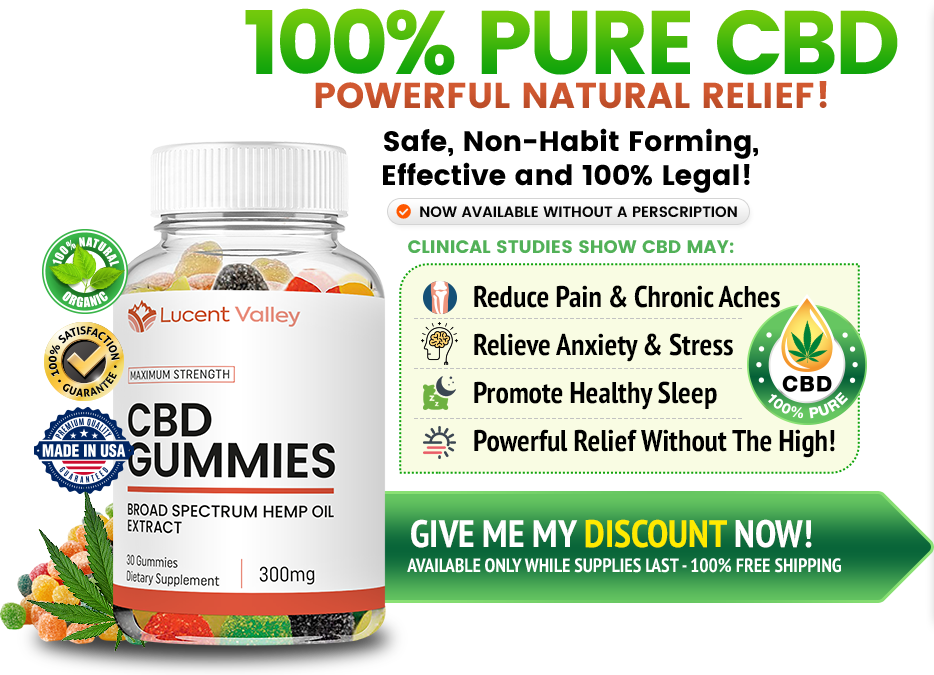 100% PURE CBD
POWERFUL NATURAL RELIEF!
Safe, Non-Habit Forming,
Effective and 100% Legal!
NOW AVAILABLE WITHOUT A PERSCRIPTION
CLINICAL STUDIES SHOW CBD MAY:
Reduce Pain & Chronic Aches
Relieve Anxiety & Stress
Promote Healthy Sleep
Powerful Relief Without The High!
CBD
100% PURE
GIVE ME MY DISCOUNT NOW!
AVAILABLE ONLY WHILE SUPPLIES LAST - 100% FREE SHIPPING
100% NATURAL
ORGANIC
100% SATISFACTION
GUARANTEE
PREMIUM QUALITY
MADE IN USA
GUARANTEED
Lucent Valley
MAXIMUM STRENGTH
CBD
GUMMIES
BROAD SPECTRUM HEMP OIL
EXTRACT
30 Gummies
Dietary Supplement
300mg